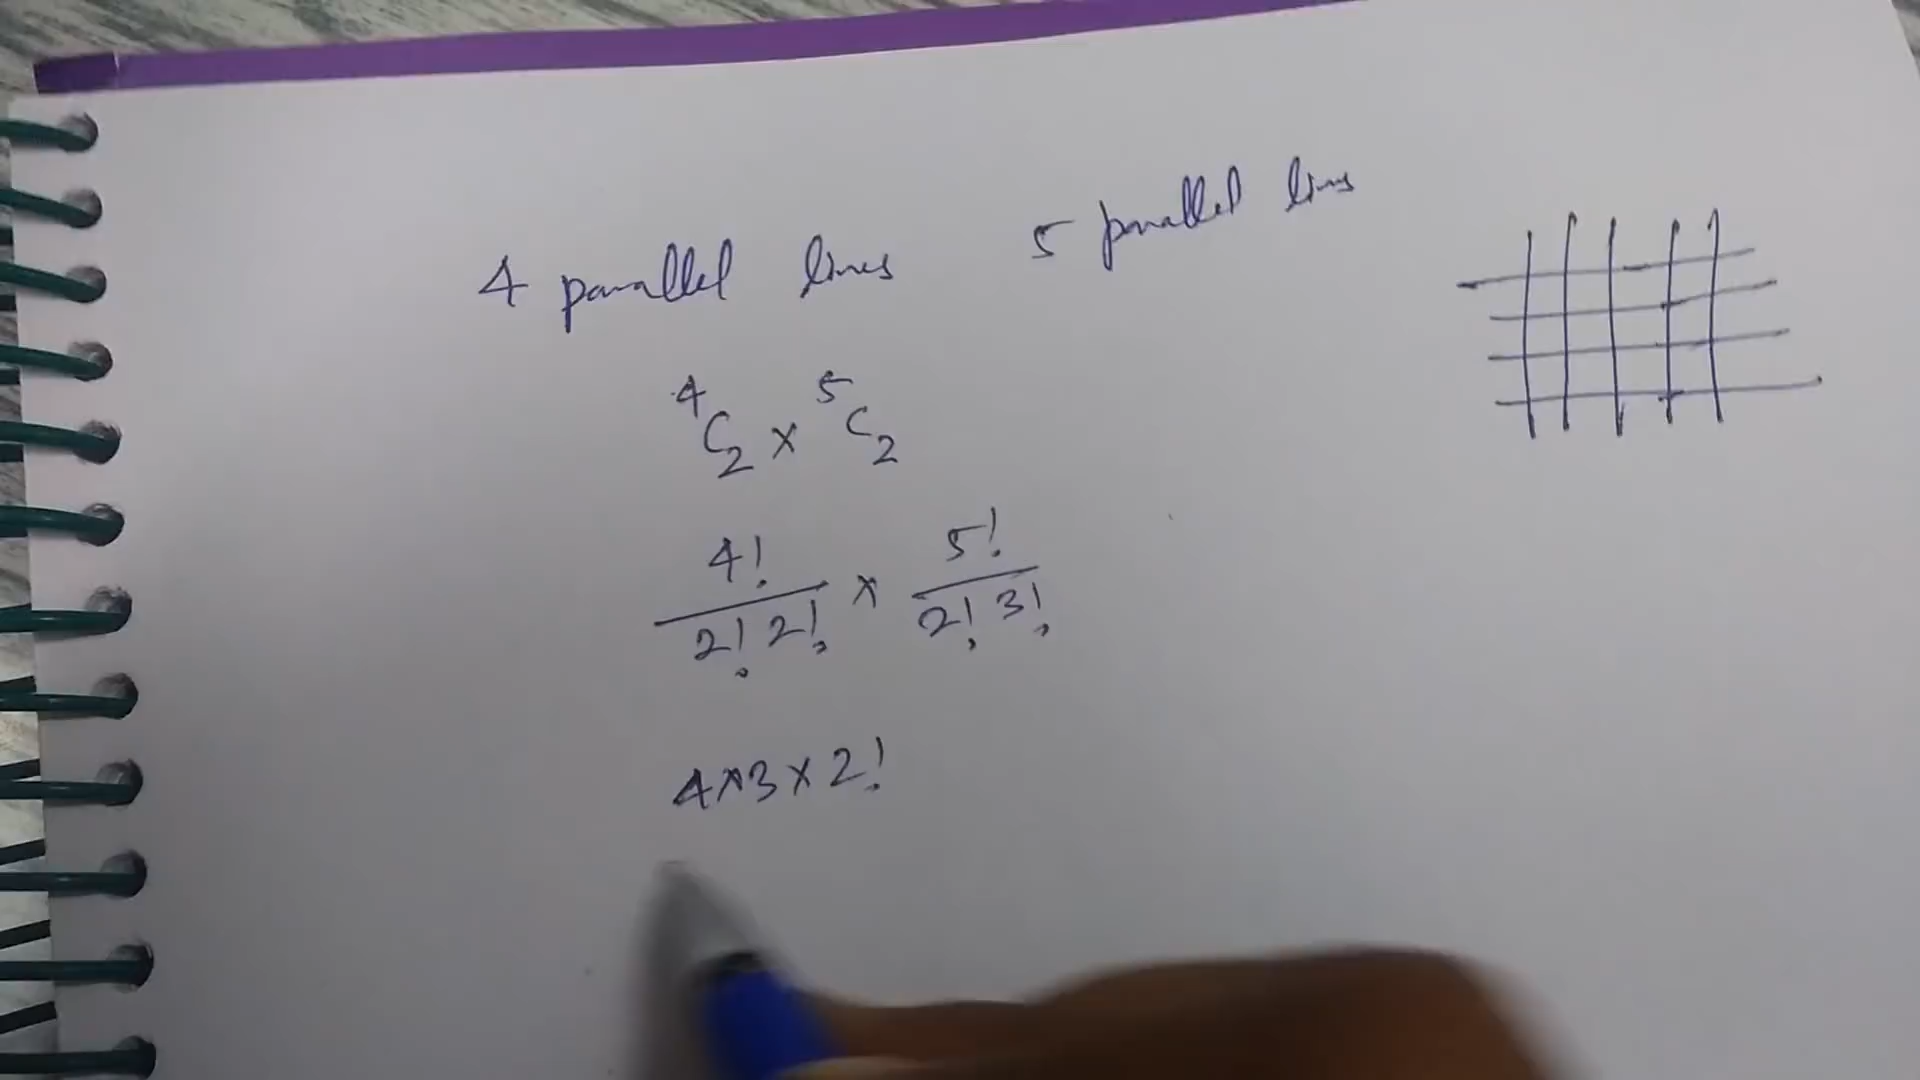 4 parallel lines 5 parallel lines
⁴C₂ × ⁵C₂
4! / 2! 2! × 5! / 2! 3!
4×3×2!